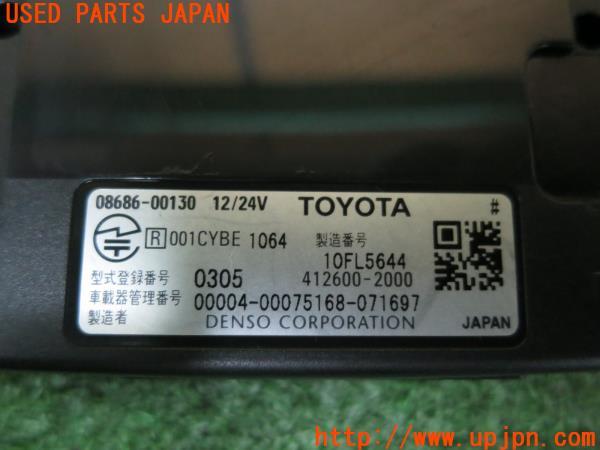 USED PARTS JAPAN
08686-00130 12/24V TOYOTA #
R 001CYBE 1064 製造番号
10FL5644
型式登録番号 0305 412600-2000
車載器管理番号 00004-00075168-071697
製造者 DENSO CORPORATION JAPAN
UPJ
http://www.upjpn.com